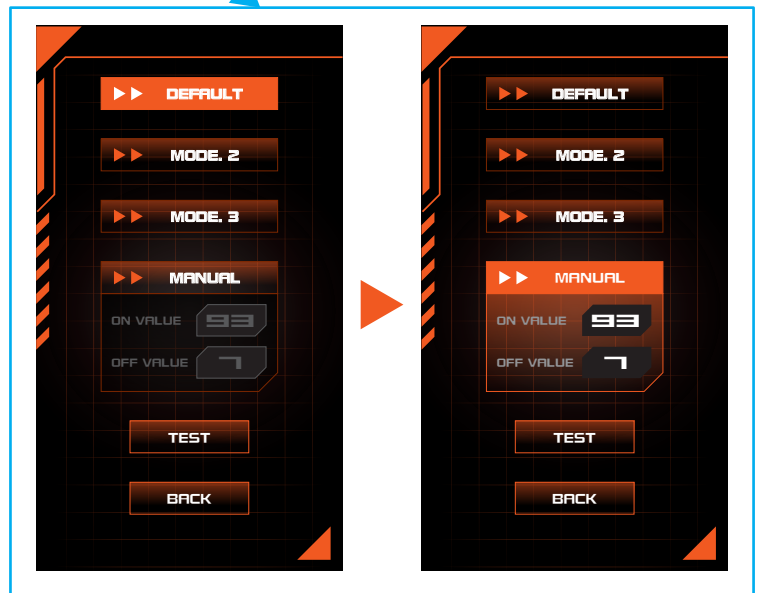 DEFAULT
MODE. 2
MODE. 3
MANUAL
ON VALUE 93
OFF VALUE 7
TEST
BACK
DEFAULT
MODE. 2
MODE. 3
MANUAL
ON VALUE 93
OFF VALUE 7
TEST
BACK